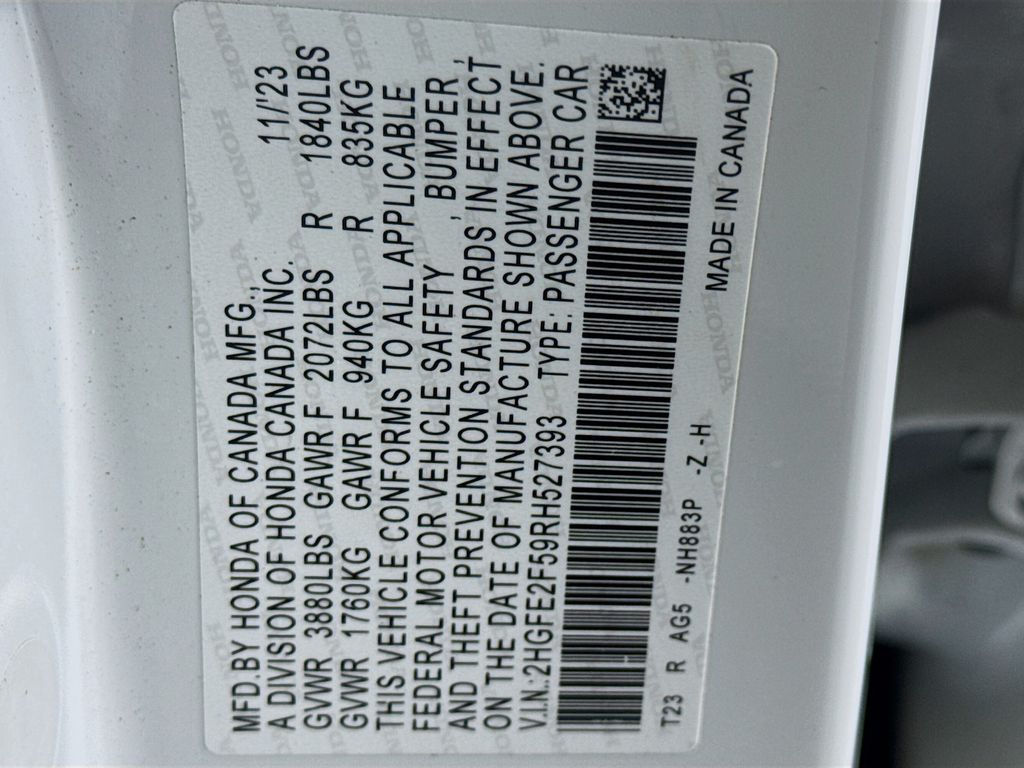 MFD.BY HONDA OF CANADA MFG., 11/'23
A DIVISION OF HONDA CANADA INC.
GVWR 3880LBS GAWR F 2072LBS R 1840LBS
GVWR 1760KG GAWR F 940KG R 835KG
THIS VEHICLE CONFORMS TO ALL APPLICABLE
FEDERAL MOTOR VEHICLE SAFETY , BUMPER ,
AND THEFT PREVENTION STANDARDS IN EFFECT
ON THE DATE OF MANUFACTURE SHOWN ABOVE.
V.I.N.:2HGFE2F59RH527393 TYPE: PASSENGER CAR
T23 R AG5 -NH883P -Z -H
MADE IN CANADA